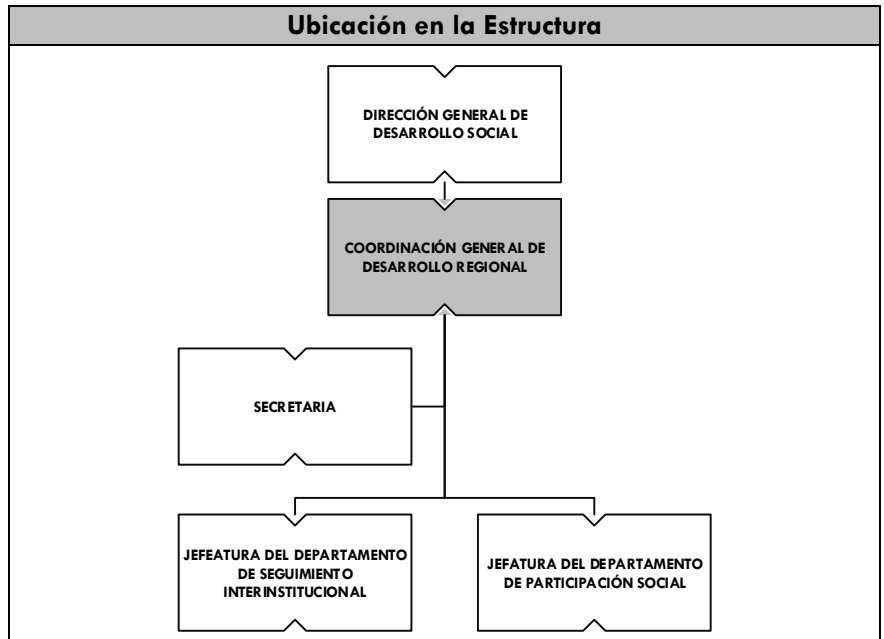 Ubicación en la Estructura
DIRECCIÓN GENERAL DE
DESARROLLO SOCIAL
COORDINACIÓN GENERAL DE
DESARROLLO REGIONAL
SECRETARIA
JEFEATURA DEL DEPARTAMENTO
DE SEGUIMIENTO
INTERINSTITUCIONAL
JEFATURA DEL DEPARTAMENTO
DE PARTICIPACIÓN SOCIAL